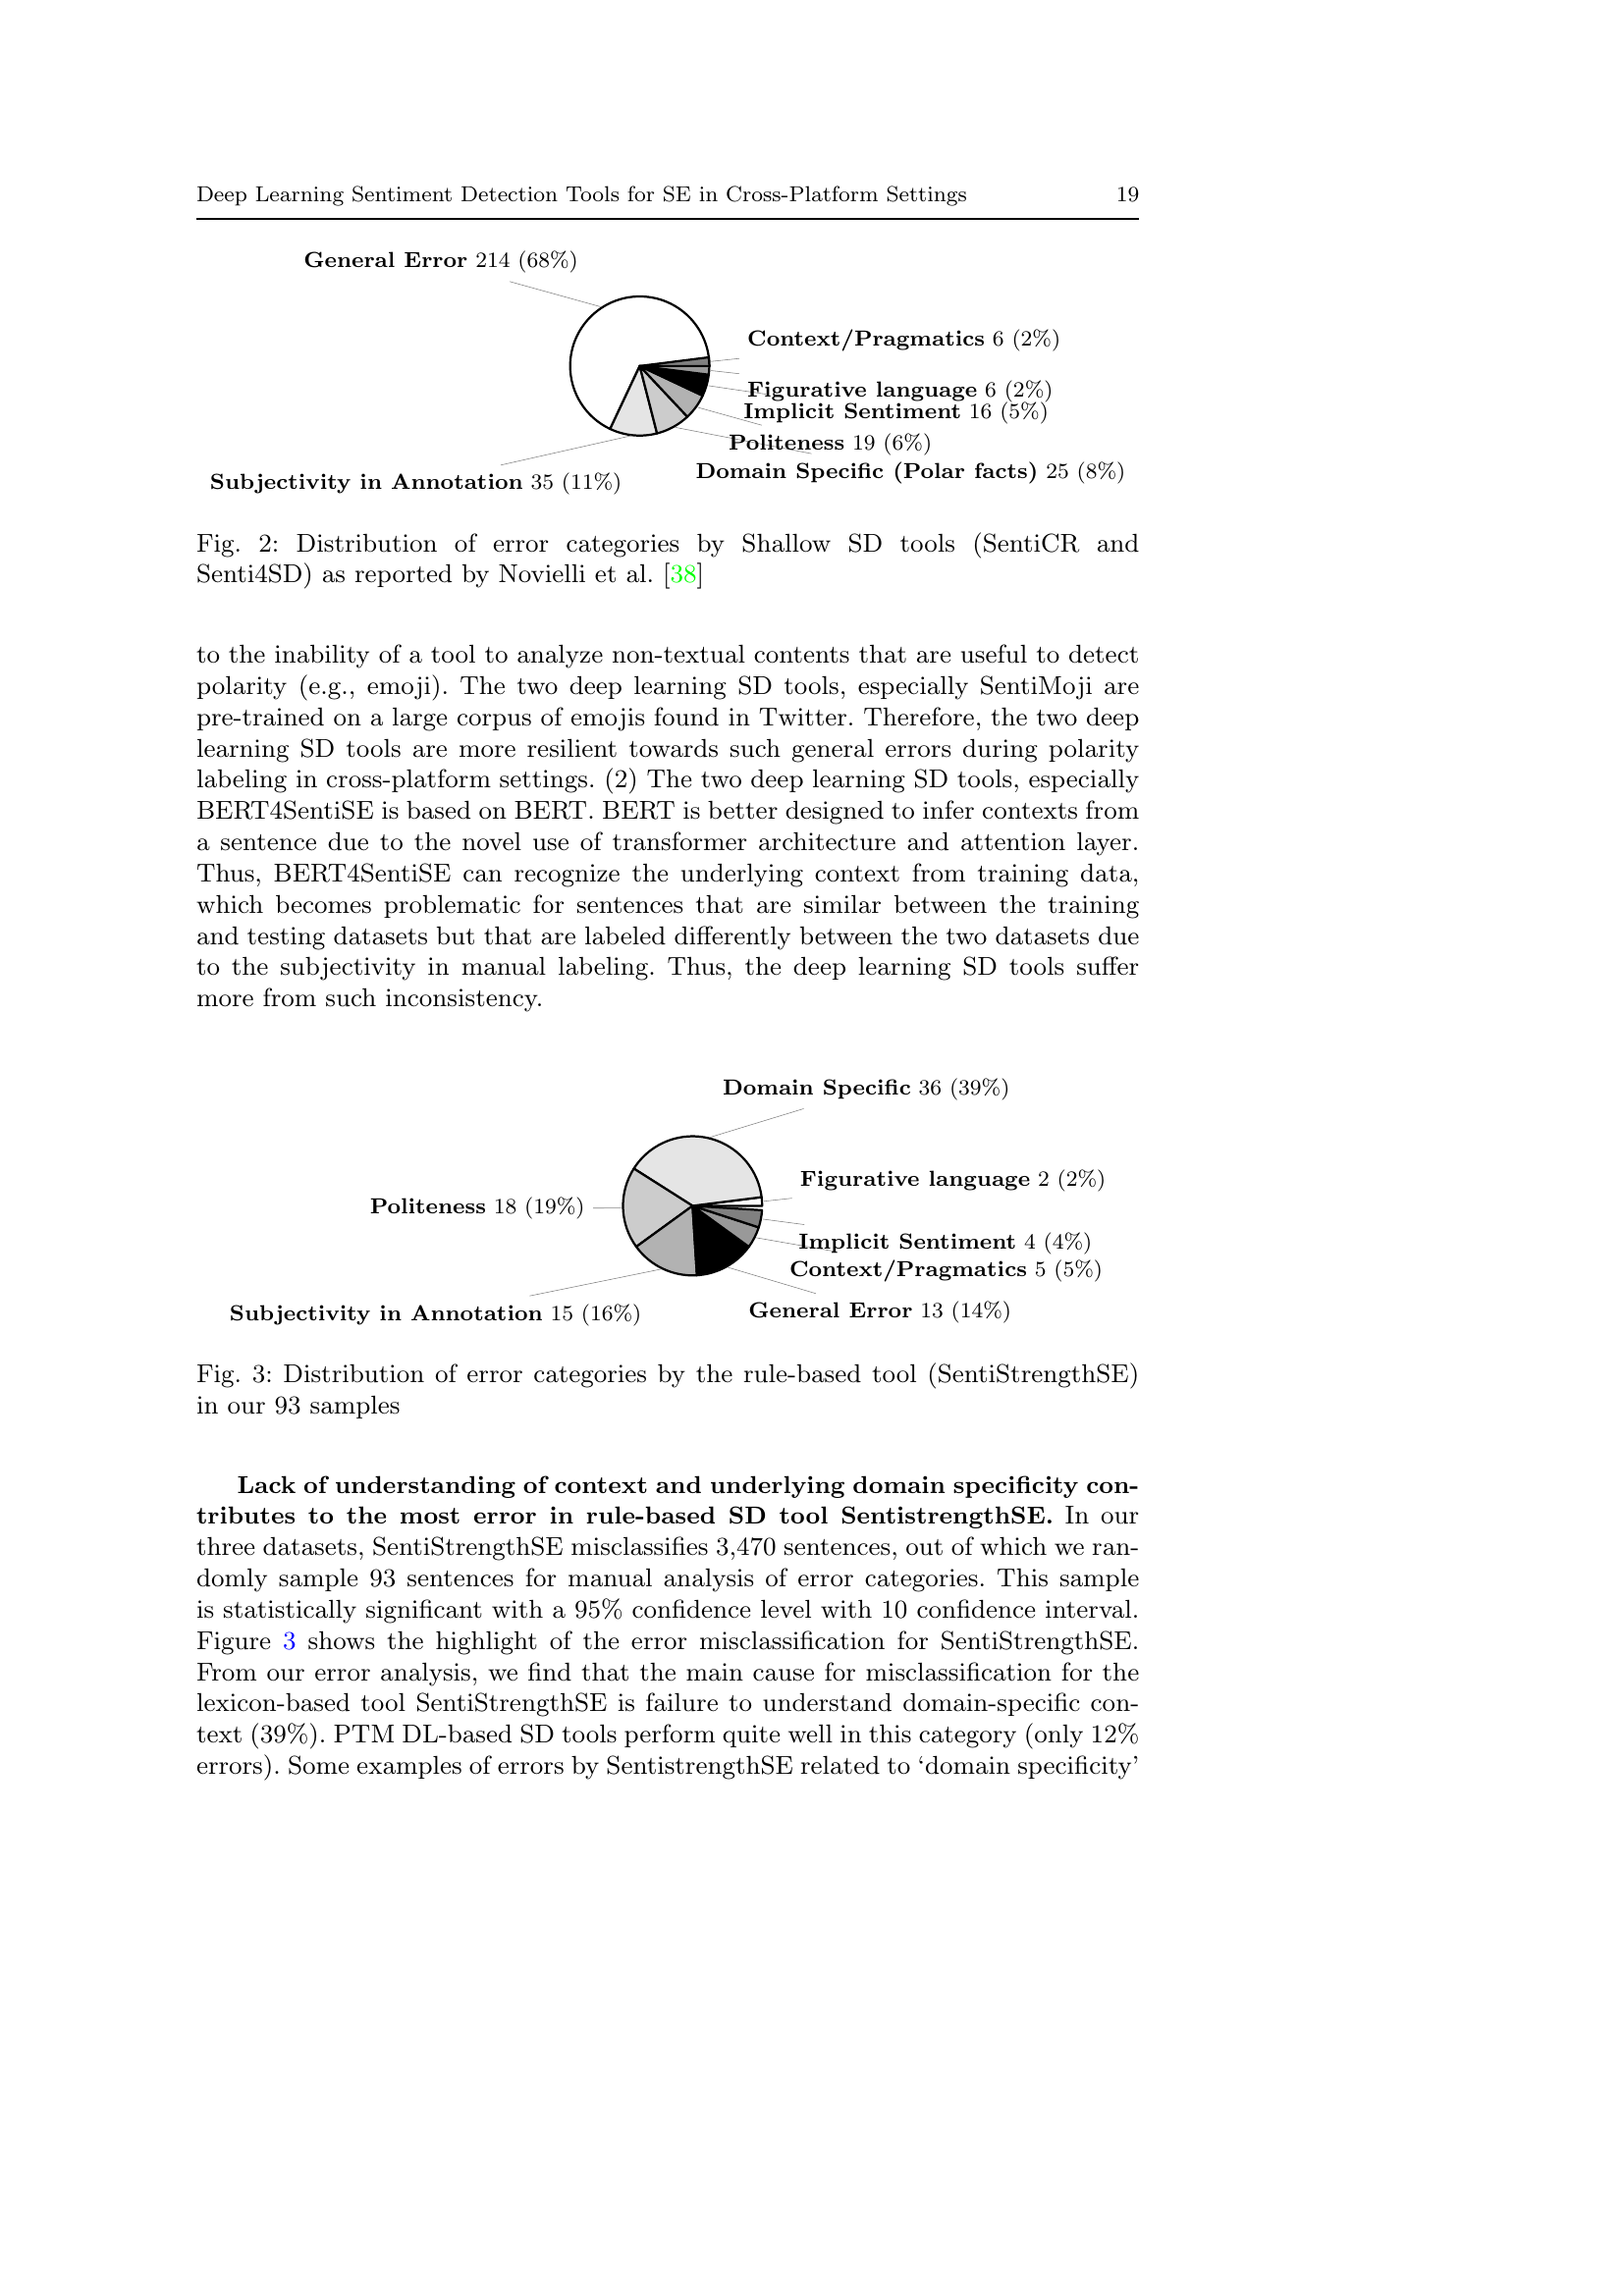 Deep Learning Sentiment Detection Tools for SE in Cross-Platform Settings 19
General Error 214 (68%)
Context/Pragmatics 6 (2%)
Figurative language 6 (2%)
Implicit Sentiment 16 (5%)
Politeness 19 (6%)
Domain Specific (Polar facts) 25 (8%)
Subjectivity in Annotation 35 (11%)
Fig. 2: Distribution of error categories by Shallow SD tools (SentiCR and
Senti4SD) as reported by Novielli et al. [38]
to the inability of a tool to analyze non-textual contents that are useful to detect
polarity (e.g., emoji). The two deep learning SD tools, especially SentiMoji are
pre-trained on a large corpus of emojis found in Twitter. Therefore, the two deep
learning SD tools are more resilient towards such general errors during polarity
labeling in cross-platform settings. (2) The two deep learning SD tools, especially
BERT4SentiSE is based on BERT. BERT is better designed to infer contexts from
a sentence due to the novel use of transformer architecture and attention layer.
Thus, BERT4SentiSE can recognize the underlying context from training data,
which becomes problematic for sentences that are similar between the training
and testing datasets but that are labeled differently between the two datasets due
to the subjectivity in manual labeling. Thus, the deep learning SD tools suffer
more from such inconsistency.
Domain Specific 36 (39%)
Figurative language 2 (2%)
Politeness 18 (19%)
Implicit Sentiment 4 (4%)
Context/Pragmatics 5 (5%)
General Error 13 (14%)
Subjectivity in Annotation 15 (16%)
Fig. 3: Distribution of error categories by the rule-based tool (SentiStrengthSE)
in our 93 samples
Lack of understanding of context and underlying domain specificity con-
tributes to the most error in rule-based SD tool SentistrengthSE. In our
three datasets, SentiStrengthSE misclassifies 3,470 sentences, out of which we ran-
domly sample 93 sentences for manual analysis of error categories. This sample
is statistically significant with a 95% confidence level with 10 confidence interval.
Figure 3 shows the highlight of the error misclassification for SentiStrengthSE.
From our error analysis, we find that the main cause for misclassification for the
lexicon-based tool SentiStrengthSE is failure to understand domain-specific con-
text (39%). PTM DL-based SD tools perform quite well in this category (only 12%
errors). Some examples of errors by SentistrengthSE related to ‘domain specificity’